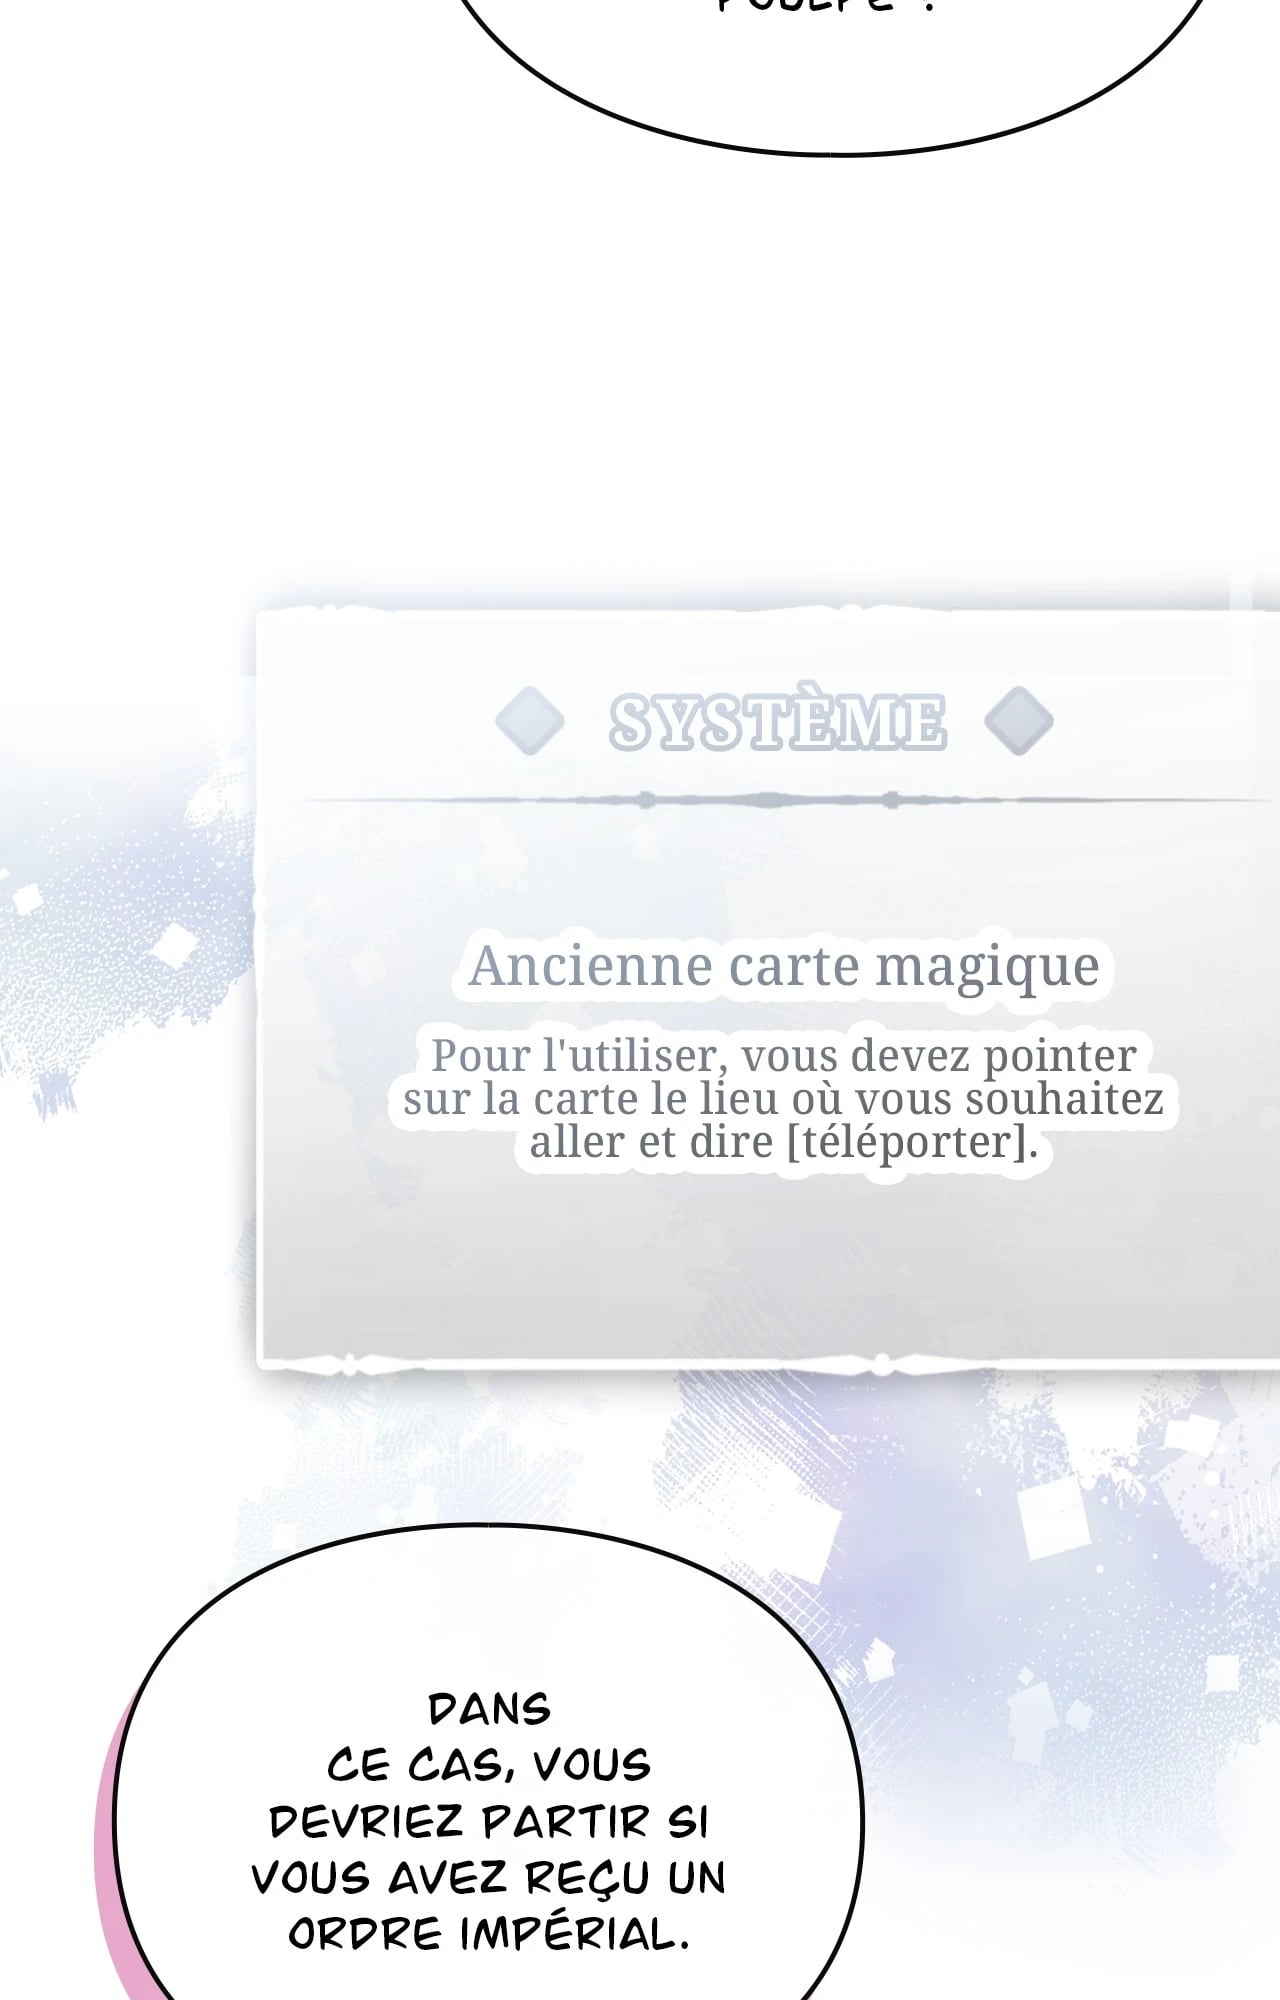 SYSTÈME
Ancienne carte magique
Pour l'utiliser, vous devez pointer
sur la carte le lieu où vous souhaitez
aller et dire [téléporter].
DANS
CE CAS, VOUS
DEVRIEZ PARTIR SI
VOUS AVEZ REÇU UN
ORDRE IMPÉRIAL.